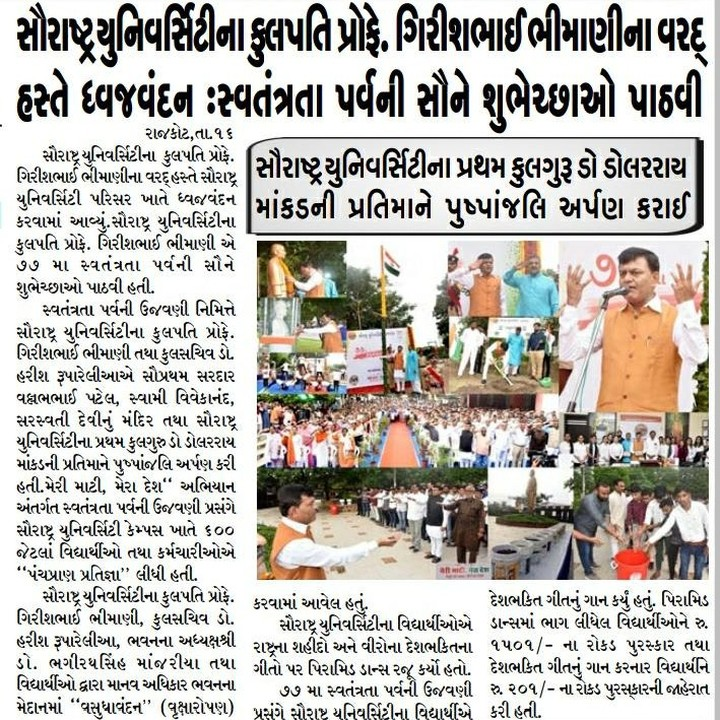 સૌરાષ્ટ્ર યુનિવર્સિટીના કુલપતિ પ્રોફે. ગિરીશભાઈ ભીમાણીના વરદ્
હસ્તે ધ્વજવંદન :સ્વતંત્રતા પર્વની સૌને શુભેચ્છાઓ પાઠવી
રાજકોટ,તા.૧૬
સૌરાષ્ટ્ર યુનિવર્સિટીના કુલપતિ પ્રોફે.
ગિરીશભાઈ ભીમાણીના વરદ્દહસ્તે સૌરાષ્ટ્ર
યુનિવર્સિટી પરિસર ખાતે ધ્વજવંદન
કરવામાં આવ્યું.સૌરાષ્ટ્ર યુનિવર્સિટીના
કુલપતિ પ્રોફે. ગિરીશભાઈ ભીમાણી એ
૭૭ મા સ્વતંત્રતા પર્વની સૌને
શુભેચ્છાઓ પાઠવી હતી.
સ્વતંત્રતા પર્વની ઉજવણી નિમિત્તે
સૌરાષ્ટ્ર યુનિવર્સિટીના કુલપતિ પ્રોફે.
ગિરીશભાઈ ભીમાણી તથા કુલસચિવ ડો.
હરીશ રૂપારેલીઆએ સૌપ્રથમ સરદાર
વલ્લભભાઈ પટેલ, સ્વામી વિવેકાનંદ,
સરસ્વતી દેવીનું મંદિર તથા સૌરાષ્ટ્ર
યુનિવર્સિટીના પ્રથમ કુલગુરુ ડો ડોલરરાય
માંકડની પ્રતિમાને પુષ્પાંજલિ અર્પણ કરી
હતી.મેરી માટી, મેરા દેશ“ અભિયાન
અંતર્ગત સ્વતંત્રતા પર્વની ઉજવણી પ્રસંગે
સૌરાષ્ટ્ર યુનિવર્સિટી કેમ્પસ ખાતે ૬૦૦
જેટલાં વિદ્યાર્થીઓ તથા કર્મચારીઓએ
“પંચપ્રાણ પ્રતિજ્ઞા” લીધી હતી.
સૌરાષ્ટ્ર યુનિવર્સિટીના કુલપતિ પ્રોફે.
ગિરીશભાઈ ભીમાણી, કુલસચિવ ડો.
હરીશ રૂપારેલીઆ, ભવનના અધ્યક્ષશ્રી
ડો. ભગીરથસિંહ માંજરીયા તથા
વિદ્યાર્થીઓ દ્વારા માનવ અધિકાર ભવનના
મેદાનમાં “વસુધાવંદન” (વૃક્ષારોપણ)
સૌરાષ્ટ્ર યુનિવર્સિટીના પ્રથમ કુલગુરૂ ડો ડોલરરાય
માંકડની પ્રતિમાને પુષ્પાંજલિ અર્પણ કરાઈ
मेरी माटी, मेरा देश
કરવામાં આવેલ હતું.
સૌરાષ્ટ્ર યુનિવર્સિટીના વિદ્યાર્થીઓએ
રાષ્ટ્રના શહીદો અને વીરોના દેશભક્તિના
ગીતો પર પિરામિડ ડાન્સ રજૂ કર્યો હતો.
૭૭ મા સ્વતંત્રતા પર્વની ઉજવણી
પ્રસંગે સૌરાષ્ટ્ર યુનિવર્સિટીના વિદ્યાર્થીએ
દેશભકિત ગીતનું ગાન કર્યું હતું. પિરામિડ
ડાન્સમાં ભાગ લીધેલ વિદ્યાર્થીઓને રુ.
૧૫૦૧/- ના રોકડ પુરસ્કાર તથા
દેશભકિત ગીતનું ગાન કરનાર વિદ્યાર્થીને
રુ. ૨૦૧/- ના રોકડ પુરસ્કારની જાહેરાત
કરી હતી.